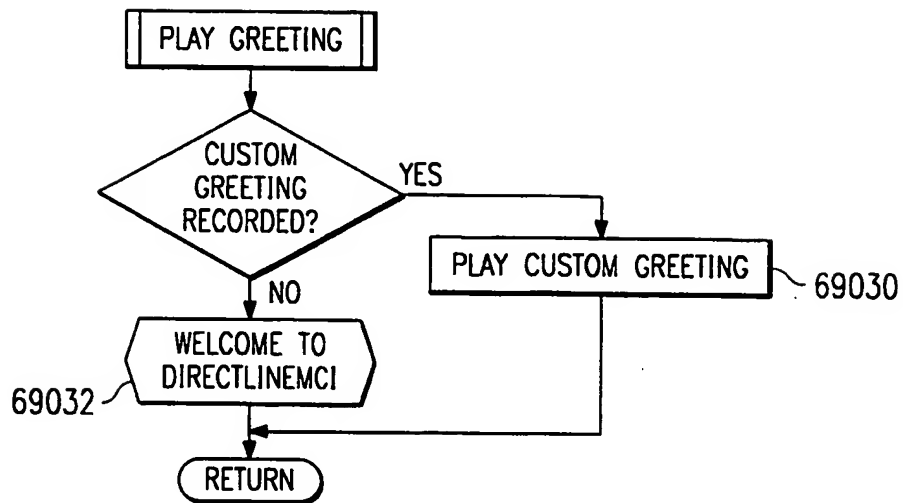 PLAY GREETING
CUSTOM
GREETING
RECORDED?
YES
PLAY CUSTOM GREETING
69030
NO
WELCOME TO
DIRECTLINEMCI
69032
RETURN